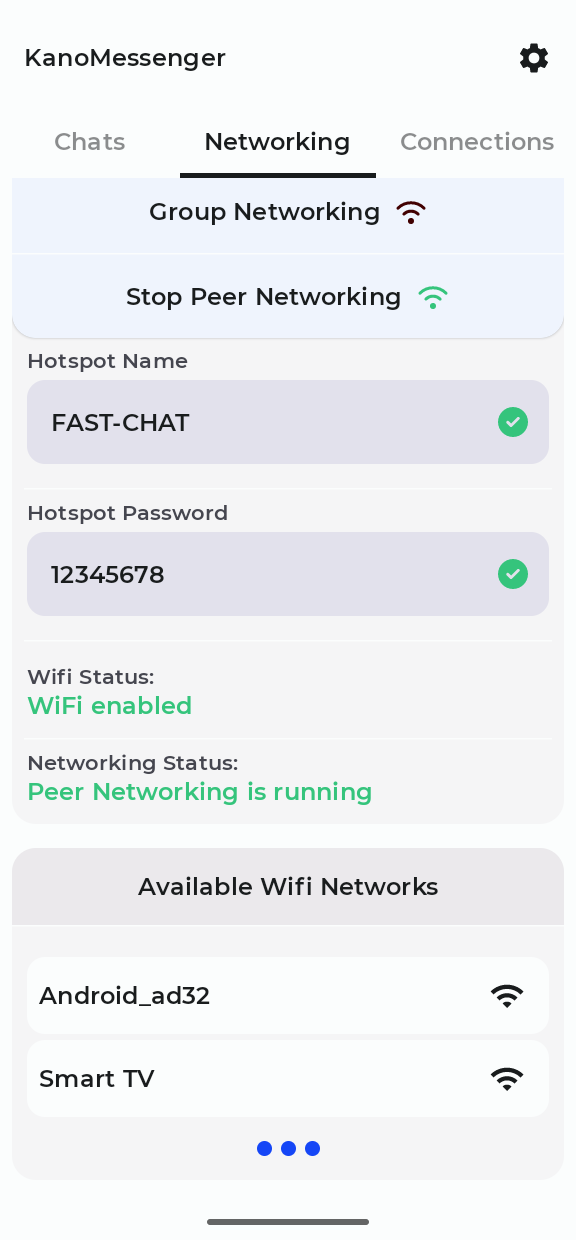 KanoMessenger
Chats Networking Connections
Group Networking
Stop Peer Networking
Hotspot Name
FAST-CHAT
Hotspot Password
12345678
Wifi Status:
WiFi enabled
Networking Status:
Peer Networking is running
Available Wifi Networks
Android_ad32
Smart TV